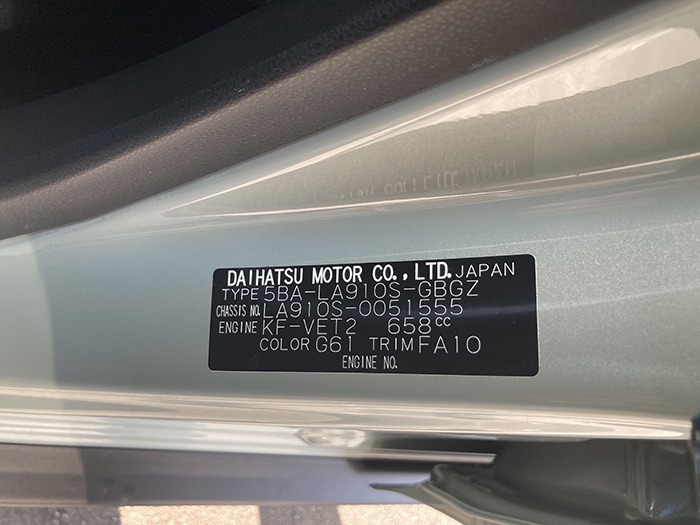 DAIHATSU MOTOR CO.,LTD. JAPAN
TYPE 5BA-LA910S-GBGZ
CHASSIS NO. LA910S-0051555
ENGINE KF-VET2 658cc
COLOR G61 TRIM FA10
ENGINE NO.